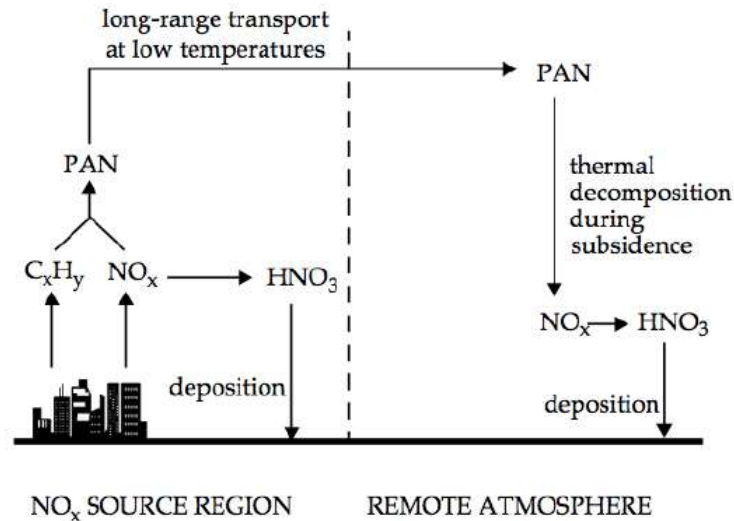 long-range transport
at low temperatures
PAN
PAN
thermal
decomposition
during
subsidence
CₓHᵧ NOₓ HNO₃
NOₓ HNO₃
deposition
deposition
NOₓ SOURCE REGION REMOTE ATMOSPHERE